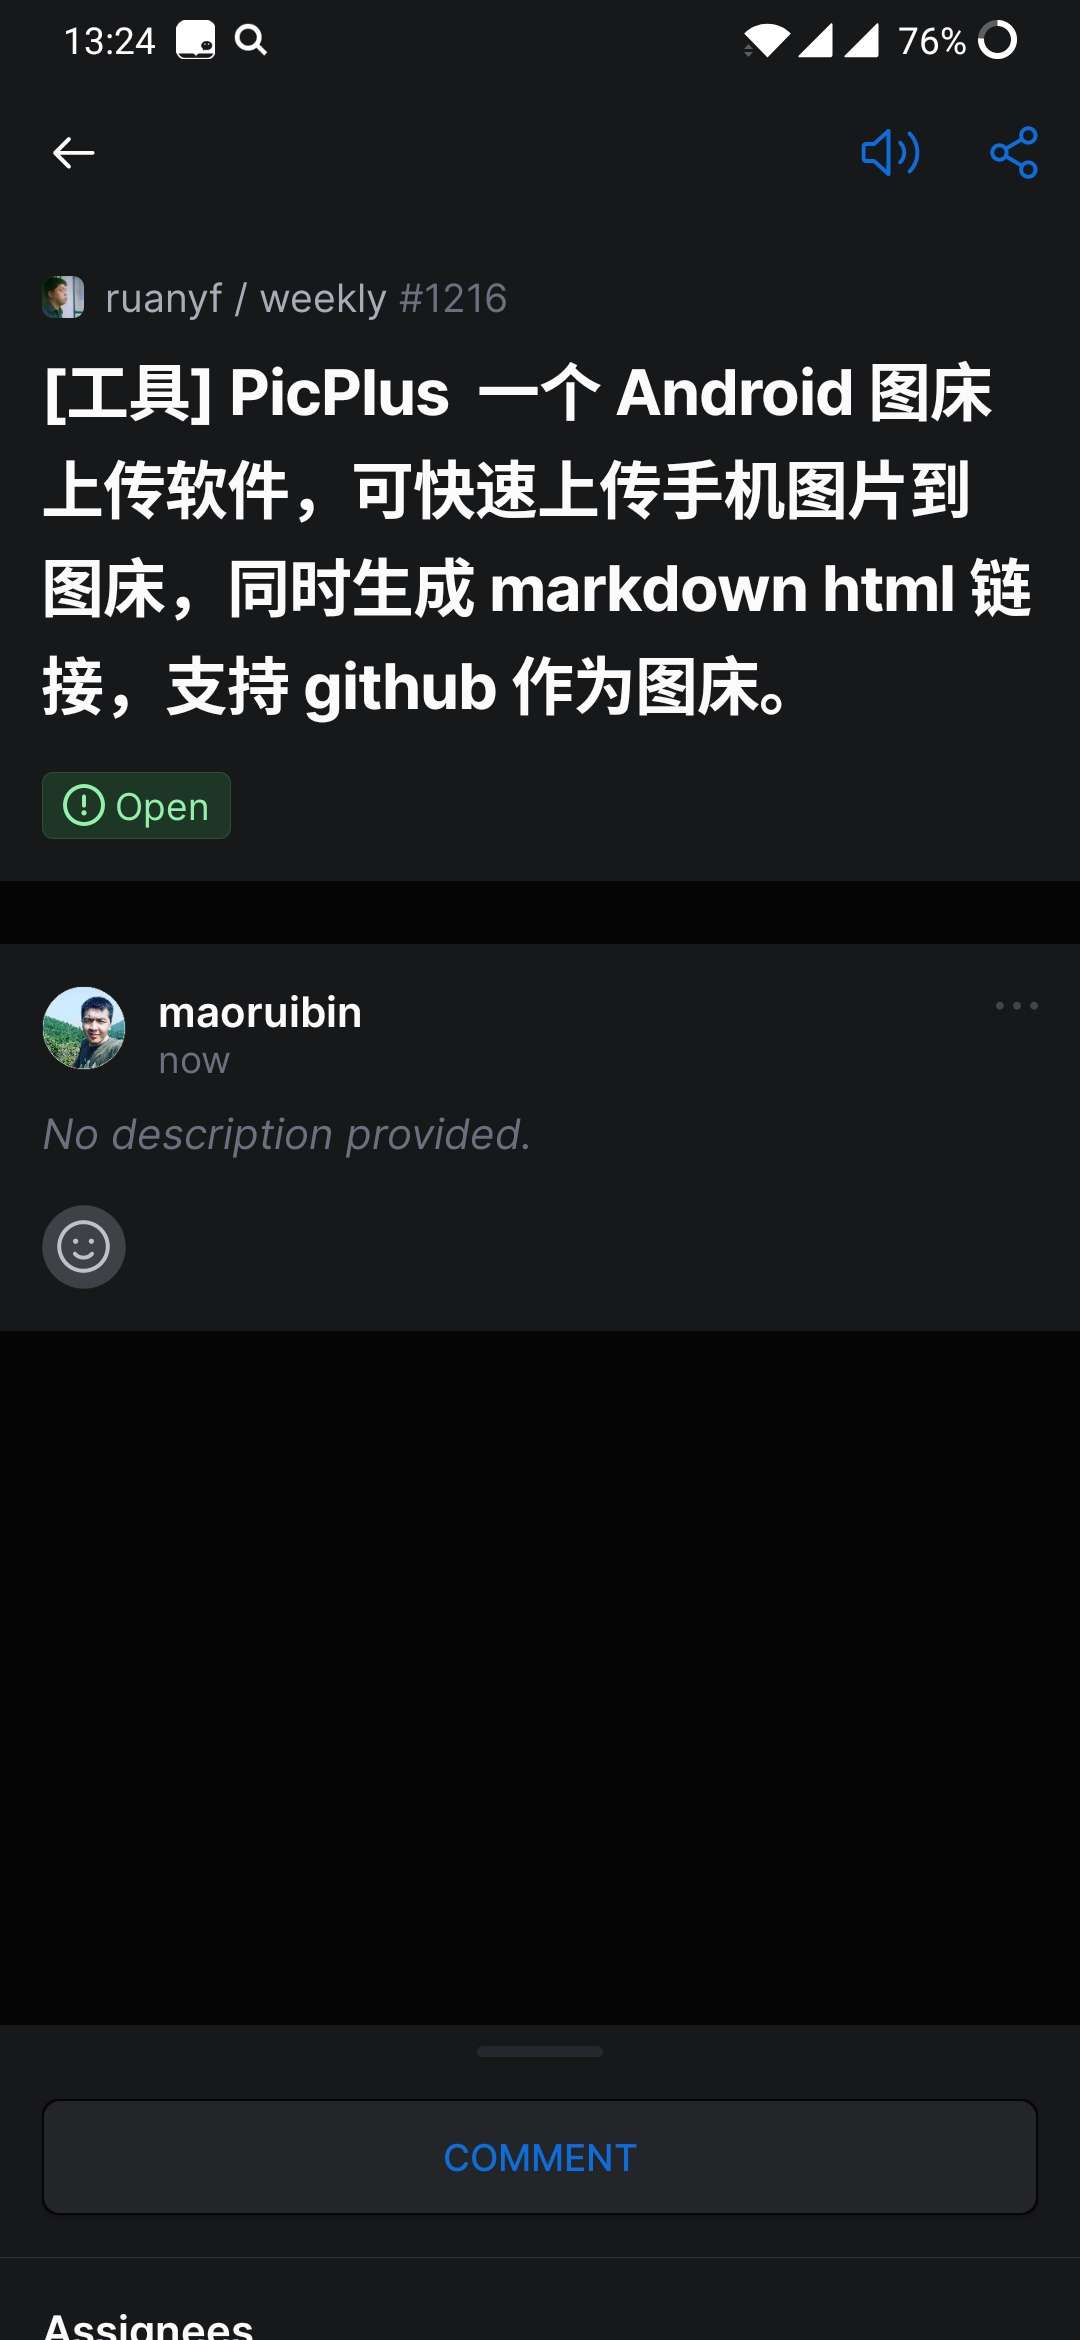 13:24
76%
ruanyf / weekly #1216
[工具] PicPlus 一个 Android 图床
上传软件，可快速上传手机图片到
图床，同时生成 markdown html 链
接，支持 github 作为图床。
Open
maoruibin
now
No description provided.
COMMENT
Assignees